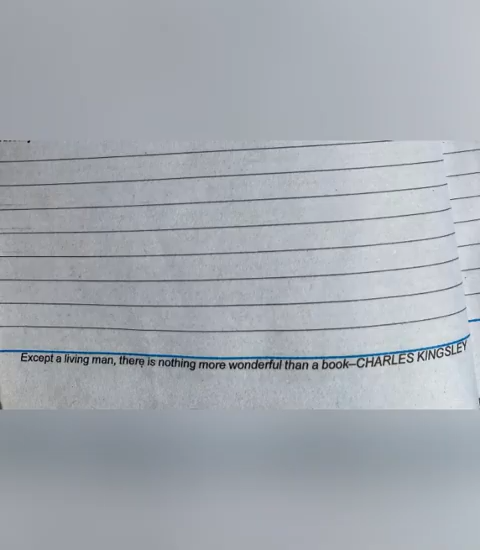 Except a living man, there is nothing more wonderful than a book–CHARLES KINGSLEY